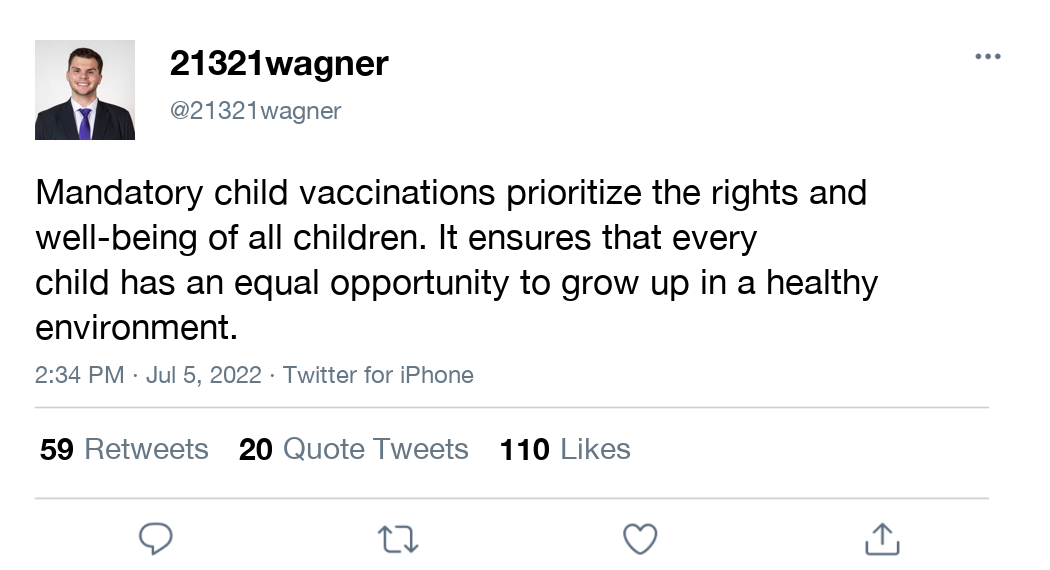 21321wagner
@21321wagner
Mandatory child vaccinations prioritize the rights and
well-being of all children. It ensures that every
child has an equal opportunity to grow up in a healthy
environment.
2:34 PM · Jul 5, 2022 · Twitter for iPhone
59 Retweets 20 Quote Tweets 110 Likes